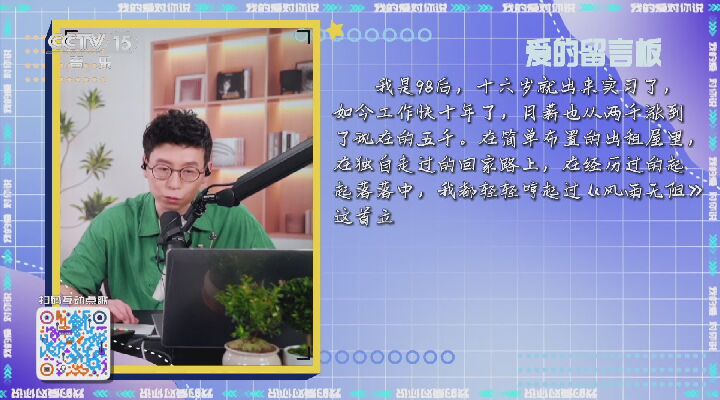 CCTV 15
音乐
爱的留言板
我是98后，十六岁就出来实习了，
如今工作快十年了，月薪也从两千涨到
了现在的五千。在简单布置的出租屋里，
在独自走过的回家路上，在经历过的起
起落落中，我都轻轻哼起过《风雨无阻》
这首立
扫码互动点歌
我的爱对你说